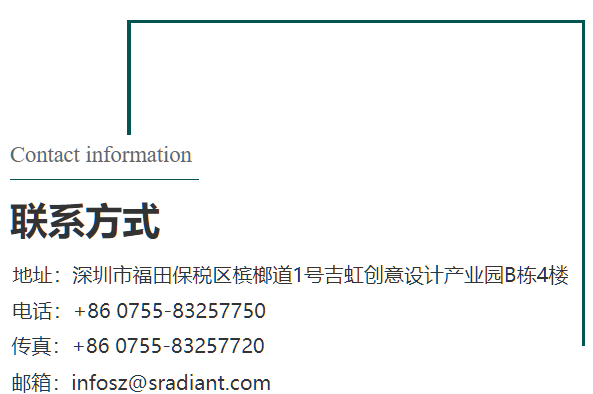 Contact information
联系方式
地址：深圳市福田保税区槟榔道1号吉虹创意设计产业园B栋4楼
电话：+86 0755-83257750
传真：+86 0755-83257720
邮箱：infosz@sradiant.com